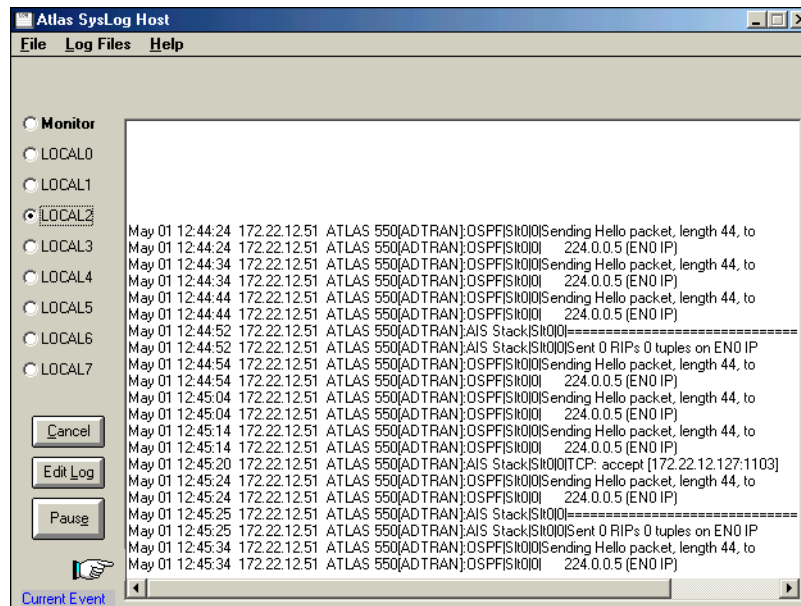 Atlas SysLog Host
File Log Files Help
Monitor
LOCAL0
LOCAL1
LOCAL2
LOCAL3
LOCAL4
LOCAL5
LOCAL6
LOCAL7
Cancel
Edit Log
Pause
Current Event
May 01 12:44:24 172.22.12.51 ATLAS 550[ADTRAN]:OSPF|Slt0|0|Sending Hello packet, length 44, to
May 01 12:44:24 172.22.12.51 ATLAS 550[ADTRAN]:OSPF|Slt0|0| 224.0.0.5 (EN0 IP)
May 01 12:44:34 172.22.12.51 ATLAS 550[ADTRAN]:OSPF|Slt0|0|Sending Hello packet, length 44, to
May 01 12:44:34 172.22.12.51 ATLAS 550[ADTRAN]:OSPF|Slt0|0| 224.0.0.5 (EN0 IP)
May 01 12:44:44 172.22.12.51 ATLAS 550[ADTRAN]:OSPF|Slt0|0|Sending Hello packet, length 44, to
May 01 12:44:44 172.22.12.51 ATLAS 550[ADTRAN]:OSPF|Slt0|0| 224.0.0.5 (EN0 IP)
May 01 12:44:52 172.22.12.51 ATLAS 550[ADTRAN]:AIS Stack|Slt0|0|==============================
May 01 12:44:52 172.22.12.51 ATLAS 550[ADTRAN]:AIS Stack|Slt0|0|Sent 0 RIPs 0 tuples on EN0 IP
May 01 12:44:54 172.22.12.51 ATLAS 550[ADTRAN]:OSPF|Slt0|0|Sending Hello packet, length 44, to
May 01 12:44:54 172.22.12.51 ATLAS 550[ADTRAN]:OSPF|Slt0|0| 224.0.0.5 (EN0 IP)
May 01 12:45:04 172.22.12.51 ATLAS 550[ADTRAN]:OSPF|Slt0|0|Sending Hello packet, length 44, to
May 01 12:45:04 172.22.12.51 ATLAS 550[ADTRAN]:OSPF|Slt0|0| 224.0.0.5 (EN0 IP)
May 01 12:45:14 172.22.12.51 ATLAS 550[ADTRAN]:OSPF|Slt0|0|Sending Hello packet, length 44, to
May 01 12:45:14 172.22.12.51 ATLAS 550[ADTRAN]:OSPF|Slt0|0| 224.0.0.5 (EN0 IP)
May 01 12:45:20 172.22.12.51 ATLAS 550[ADTRAN]:AIS Stack|Slt0|0|TCP: accept [172.22.12.127:1103]
May 01 12:45:24 172.22.12.51 ATLAS 550[ADTRAN]:OSPF|Slt0|0|Sending Hello packet, length 44, to
May 01 12:45:24 172.22.12.51 ATLAS 550[ADTRAN]:OSPF|Slt0|0| 224.0.0.5 (EN0 IP)
May 01 12:45:25 172.22.12.51 ATLAS 550[ADTRAN]:AIS Stack|Slt0|0|==============================
May 01 12:45:25 172.22.12.51 ATLAS 550[ADTRAN]:AIS Stack|Slt0|0|Sent 0 RIPs 0 tuples on EN0 IP
May 01 12:45:34 172.22.12.51 ATLAS 550[ADTRAN]:OSPF|Slt0|0|Sending Hello packet, length 44, to
May 01 12:45:34 172.22.12.51 ATLAS 550[ADTRAN]:OSPF|Slt0|0| 224.0.0.5 (EN0 IP)